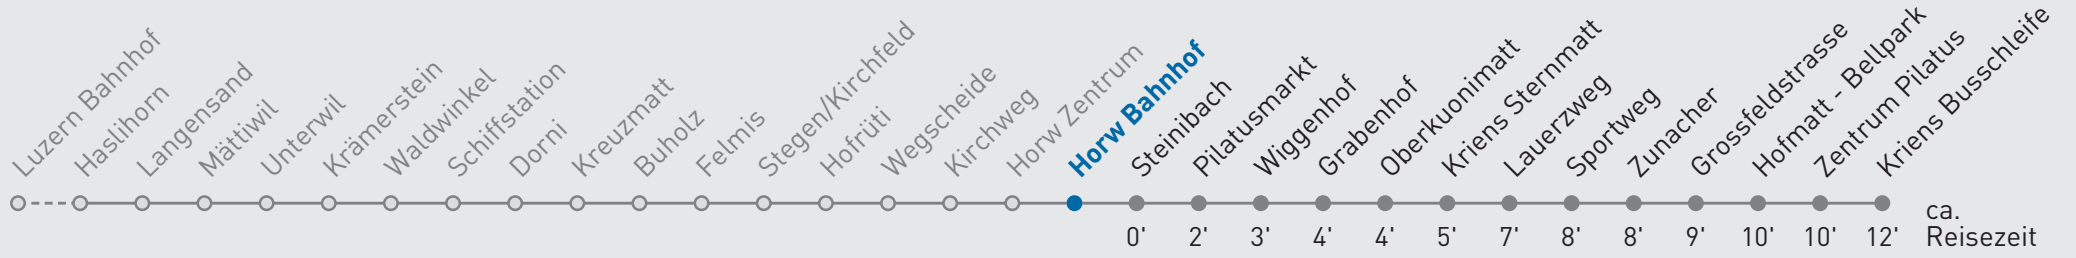 Luzern Bahnhof
Haslihorn
Langensand
Mättiwil
Unterwil
Krämerstein
Waldwinkel
Schiffstation
Dorni
Kreuzmatt
Buholz
Felmis
Stegen/Kirchfeld
Hofrüti
Wegscheide
Kirchweg
Horw Zentrum
Horw Bahnhof
Steinibach
Pilatusmarkt
Wiggenhof
Grabenhof
Oberkuonimatt
Kriens Sternmatt
Lauerzweg
Sportweg
Zunacher
Grossfeldstrasse
Hofmatt - Bellpark
Zentrum Pilatus
Kriens Busschleife
0' 2' 3' 4' 4' 5' 7' 8' 8' 9' 10' 10' 12'
ca.
Reisezeit